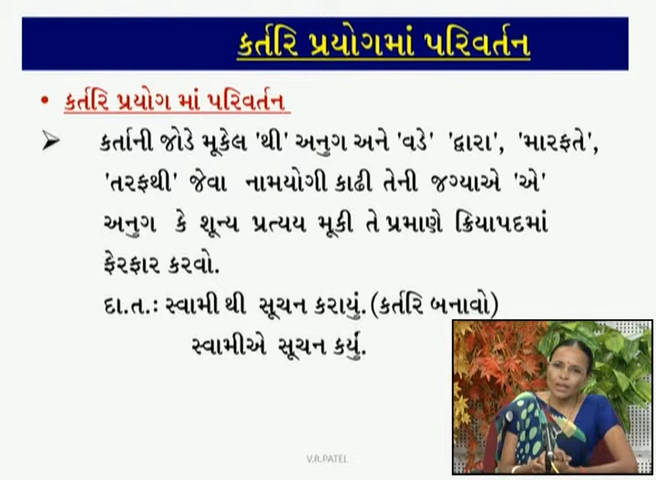 કર્તરિ પ્રયોગમાં પરિવર્તન
• કર્તરિ પ્રયોગ માં પરિવર્તન
➢ કર્તાની જોડે મૂકેલ 'થી' અનુગ અને 'વડે' 'દ્વારા', 'મારફતે',
'તરફથી' જેવા નામયોગી કાઢી તેની જગ્યાએ 'એ'
અનુગ કે શૂન્ય પ્રત્યય મૂકી તે પ્રમાણે ક્રિયાપદમાં
ફેરફાર કરવો.
દા.ત.: સ્વામી થી સૂચન કરાયું.(કર્તરિ બનાવો)
સ્વામીએ સૂચન કર્યું.
V.R.PATEL